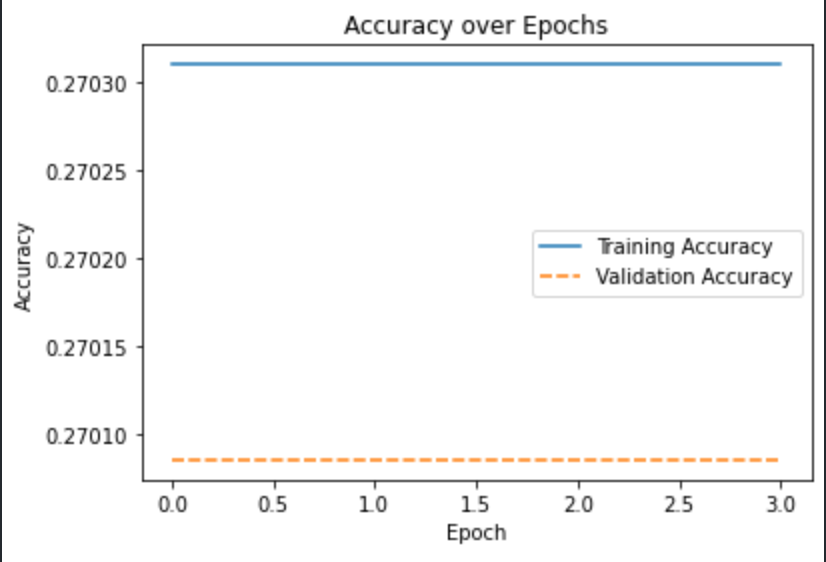 Accuracy over Epochs
0.27030
0.27025
0.27020
0.27015
0.27010
Accuracy
Training Accuracy
Validation Accuracy
0.0 0.5 1.0 1.5 2.0 2.5 3.0
Epoch